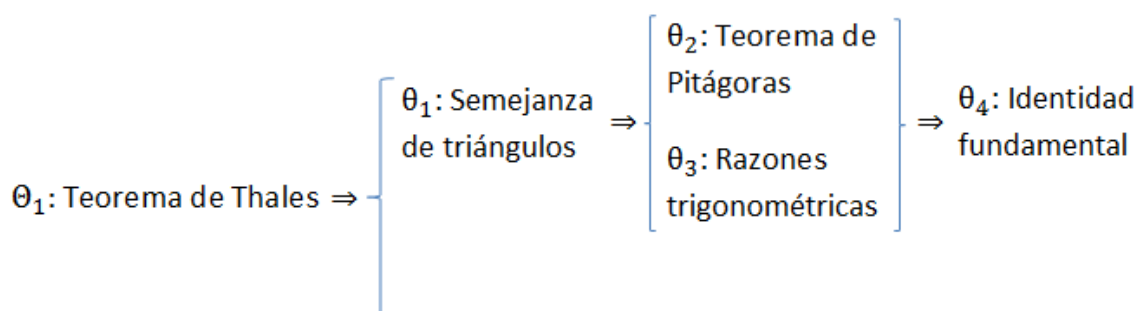 Θ₁: Teorema de Thales ⇒
θ₁: Semejanza
de triángulos
⇒
θ₂: Teorema de
Pitágoras
θ₃: Razones
trigonométricas
⇒
θ₄: Identidad
fundamental